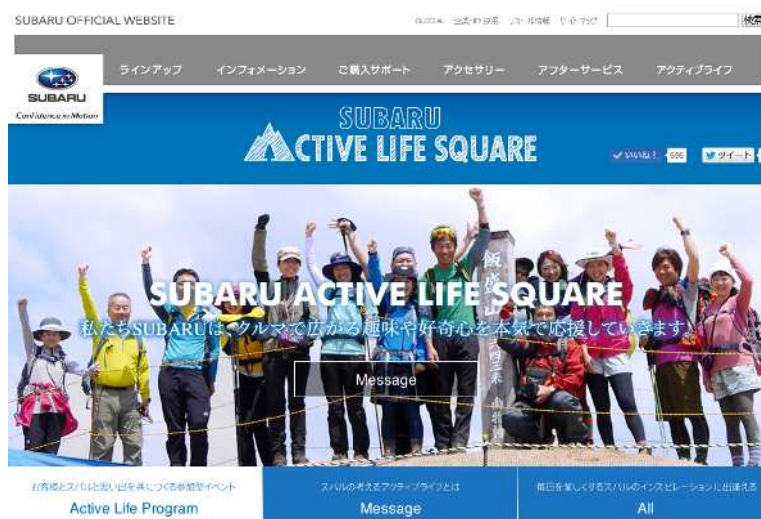 SUBARU OFFICIAL WEBSITE
検索
ラインアップ インフォメーション ご購入サポート アクセサリー アフターサービス アクティブライフ
SUBARU
Confidence in Motion
SUBARU
ACTIVE LIFE SQUARE
いいね! 696 ツイート
飯盛山
SUBARU ACTIVE LIFE SQUARE
私たちSUBARUは、クルマで広がる趣味や好奇心を本気で応援していきます。
Message
お客様とスバルと思い出を共につくる参加型イベント
Active Life Program
スバルの考えるアクティブライフとは
Message
毎日を楽しくするスバルのインスピレーションに出逢える
All